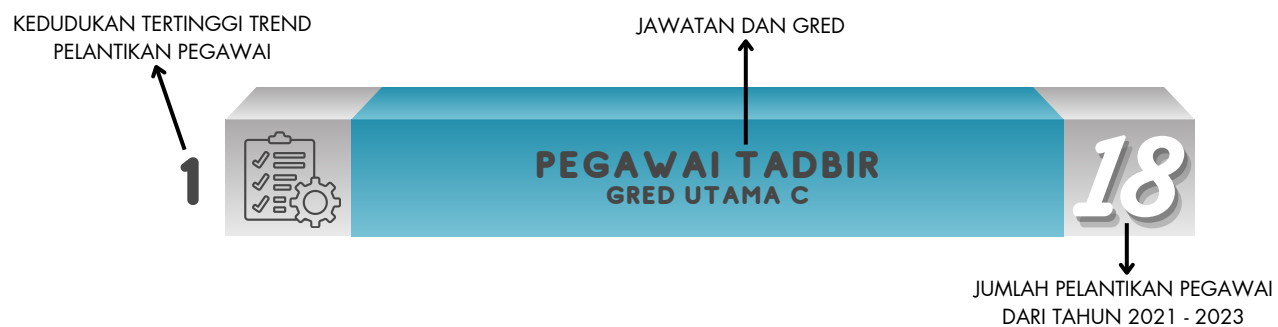 KEDUDUKAN TERTINGGI TREND
PELANTIKAN PEGAWAI
JAWATAN DAN GRED
1
PEGAWAI TADBIR
GRED UTAMA C
18
JUMLAH PELANTIKAN PEGAWAI
DARI TAHUN 2021 - 2023